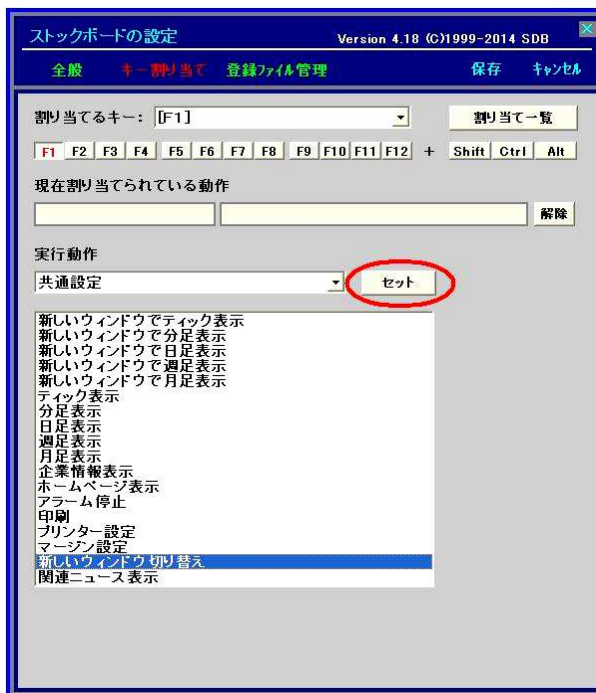 ストックボードの設定 Version 4.18 (C)1999-2014 SDB
全般 キー割り当て 登録ファイル管理 保存 キャンセル
割り当てるキー: [F1] 割り当て一覧
F1 F2 F3 F4 F5 F6 F7 F8 F9 F10 F11 F12 + Shift Ctrl Alt
現在割り当てられている動作
解除
実行動作
共通設定 セット
新しいウィンドウでティック表示
新しいウィンドウで分足表示
新しいウィンドウで日足表示
新しいウィンドウで週足表示
新しいウィンドウで月足表示
ティック表示
分足表示
日足表示
週足表示
月足表示
企業情報表示
ホームページ表示
アラーム停止
印刷
プリンター設定
マージン設定
新しいウィンドウ切り替え
関連ニュース表示